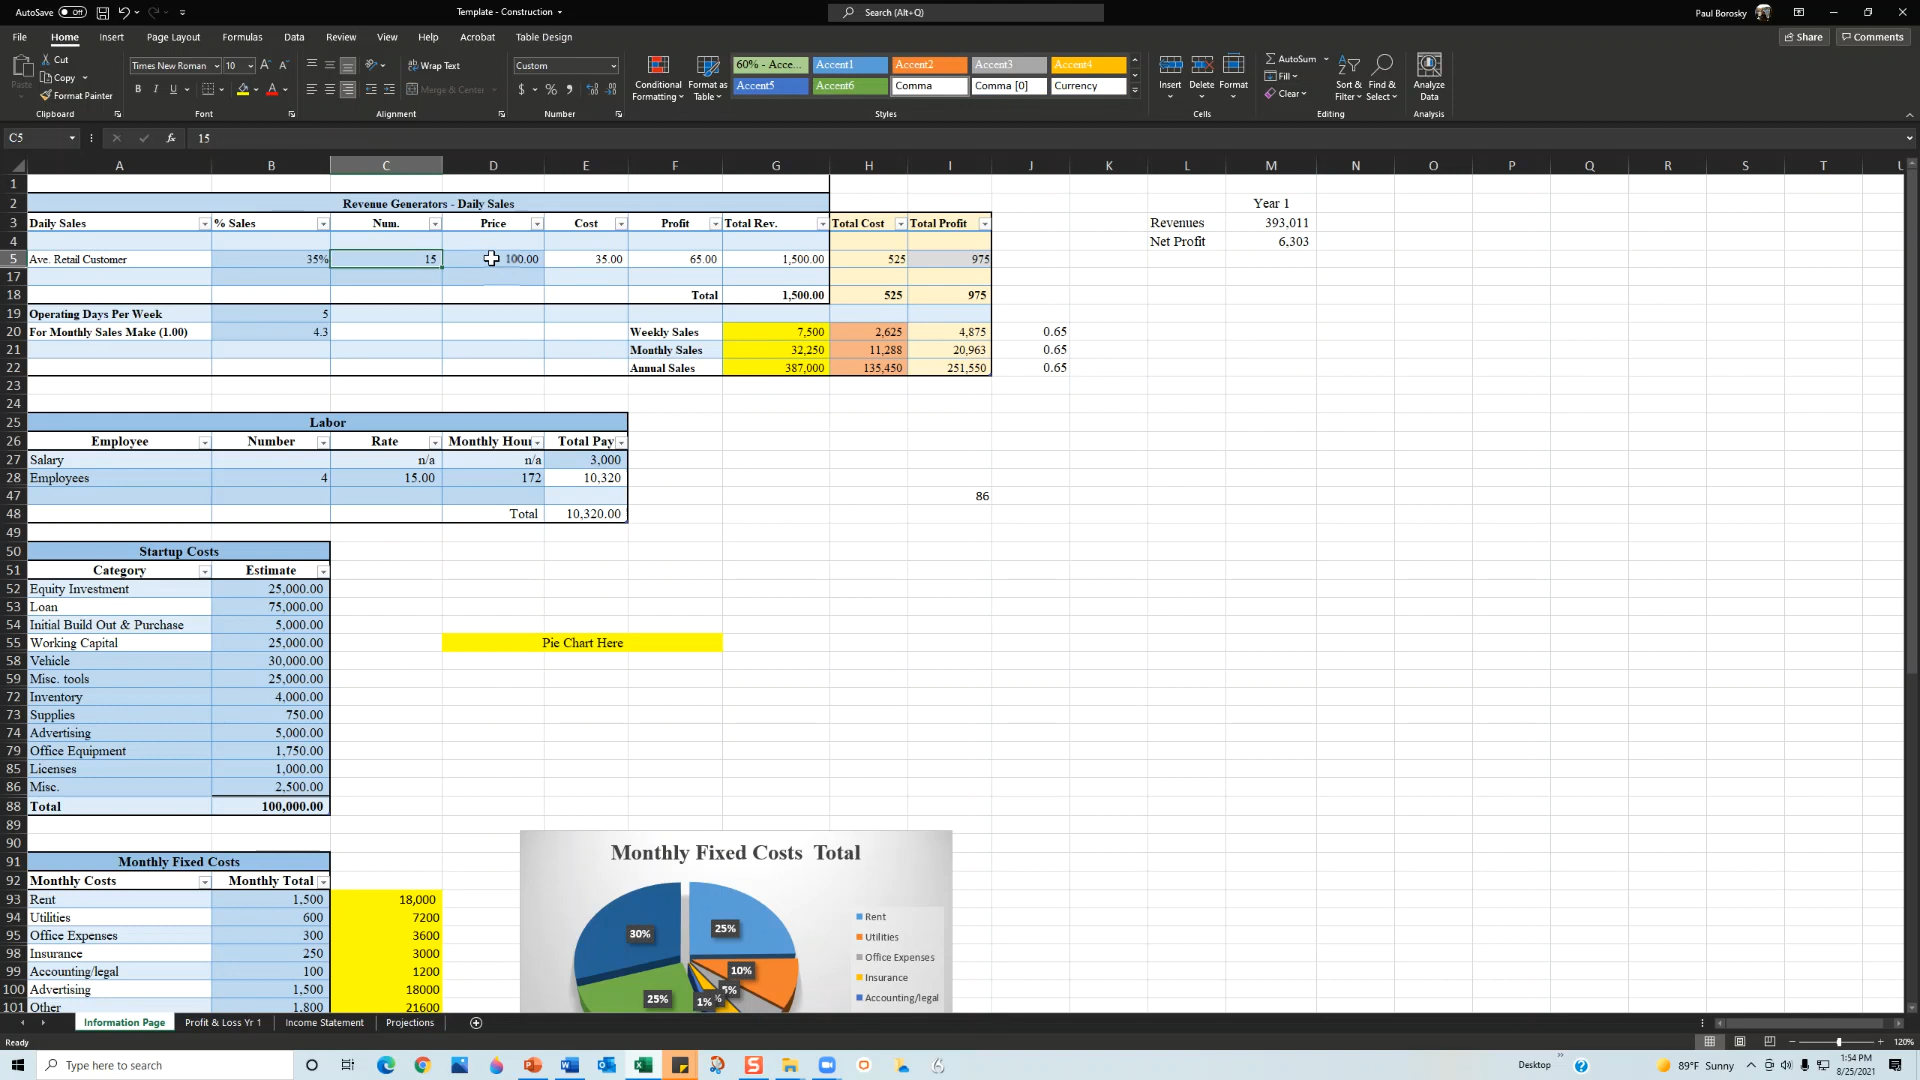 AutoSave Off Template - Construction Search (Alt+Q) Paul Borosky
File Home Insert Page Layout Formulas Data Review View Help Acrobat Table Design Share Comments
Paste Cut Copy Format Painter Clipboard
Times New Roman 10 B I U Font
Wrap Text Merge & Center Alignment
Custom $ % Number
Conditional Formatting Format as Table
60% - Acce... Accent1 Accent2 Accent3 Accent4
Accent5 Accent6 Comma Comma [0] Currency Styles
Insert Delete Format Cells
AutoSum Fill Clear Sort & Filter Find & Select Editing
Analyze Data Analysis
C5 fx 15
A B C D E F G H I J K L M N O P Q R S T U
1
2 Revenue Generators - Daily Sales Year 1
3 Daily Sales % Sales Num. Price Cost Profit Total Rev. Total Cost Total Profit Revenues 393,011
4 Net Profit 6,303
5 Ave. Retail Customer 35% 15 100.00 35.00 65.00 1,500.00 525 975
17
18 Total 1,500.00 525 975
19 Operating Days Per Week 5
20 For Monthly Sales Make (1.00) 4.3 Weekly Sales 7,500 2,625 4,875 0.65
21 Monthly Sales 32,250 11,288 20,963 0.65
22 Annual Sales 387,000 135,450 251,550 0.65
23
24
25 Labor
26 Employee Number Rate Monthly Hour Total Pay
27 Salary n/a n/a 3,000
28 Employees 4 15.00 172 10,320
47 86
48 Total 10,320.00
49
50 Startup Costs
51 Category Estimate
52 Equity Investment 25,000.00
53 Loan 75,000.00
54 Initial Build Out & Purchase 5,000.00
55 Working Capital 25,000.00 Pie Chart Here
58 Vehicle 30,000.00
59 Misc. tools 25,000.00
72 Inventory 4,000.00
73 Supplies 750.00
74 Advertising 5,000.00
79 Office Equipment 1,750.00
85 Licenses 1,000.00
86 Misc. 2,500.00
88 Total 100,000.00
89
90
91 Monthly Fixed Costs
92 Monthly Costs Monthly Total
93 Rent 1,500 18,000
94 Utilities 600 7200
95 Office Expenses 300 3600
98 Insurance 250 3000
99 Accounting/legal 100 1200
100 Advertising 1,500 18000
101 Other 1,800 21600
Monthly Fixed Costs Total
30% 25% 10% 5% 1% 25%
Rent
Utilities
Office Expenses
Insurance
Accounting/legal
Information Page Profit & Loss Yr 1 Income Statement Projections
Ready 120%
Type here to search Desktop 89°F Sunny 1:54 PM
8/25/2021